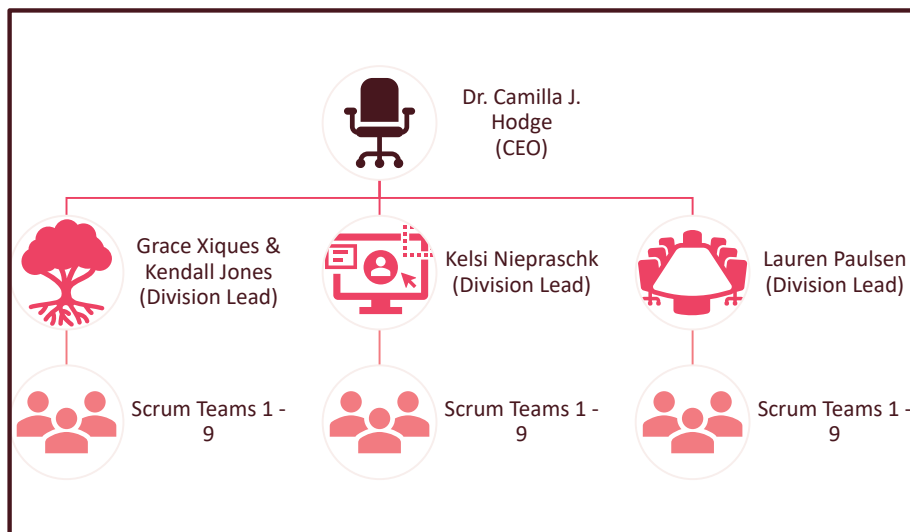 Dr. Camilla J.
Hodge
(CEO)
Grace Xiques &
Kendall Jones
(Division Lead)
Kelsi Niepraschk
(Division Lead)
Lauren Paulsen
(Division Lead)
Scrum Teams 1 -
9
Scrum Teams 1 -
9
Scrum Teams 1 -
9